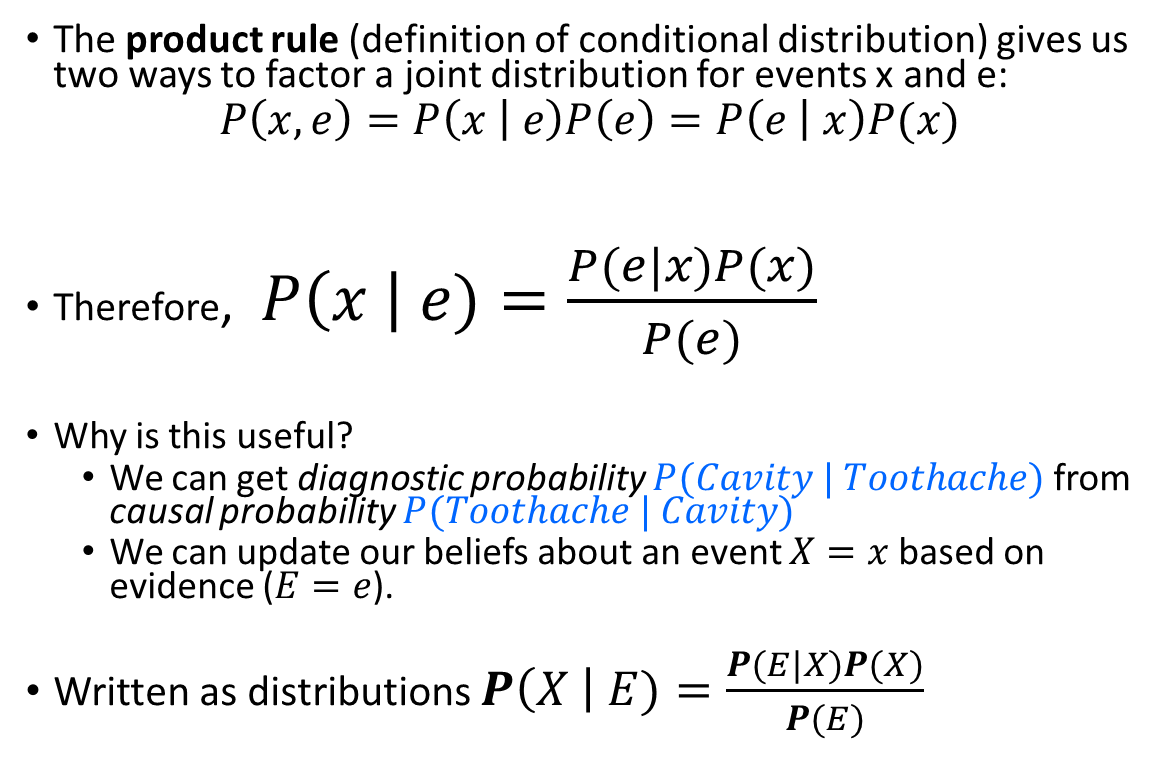 • The product rule (definition of conditional distribution) gives us
two ways to factor a joint distribution for events x and e:
P(x, e) = P(x | e)P(e) = P(e | x)P(x)
• Therefore, P(x | e) = P(e|x)P(x) / P(e)
• Why is this useful?
• We can get diagnostic probability P(Cavity | Toothache) from
causal probability P(Toothache | Cavity)
• We can update our beliefs about an event X = x based on
evidence (E = e).
• Written as distributions P(X | E) = P(E|X)P(X) / P(E)